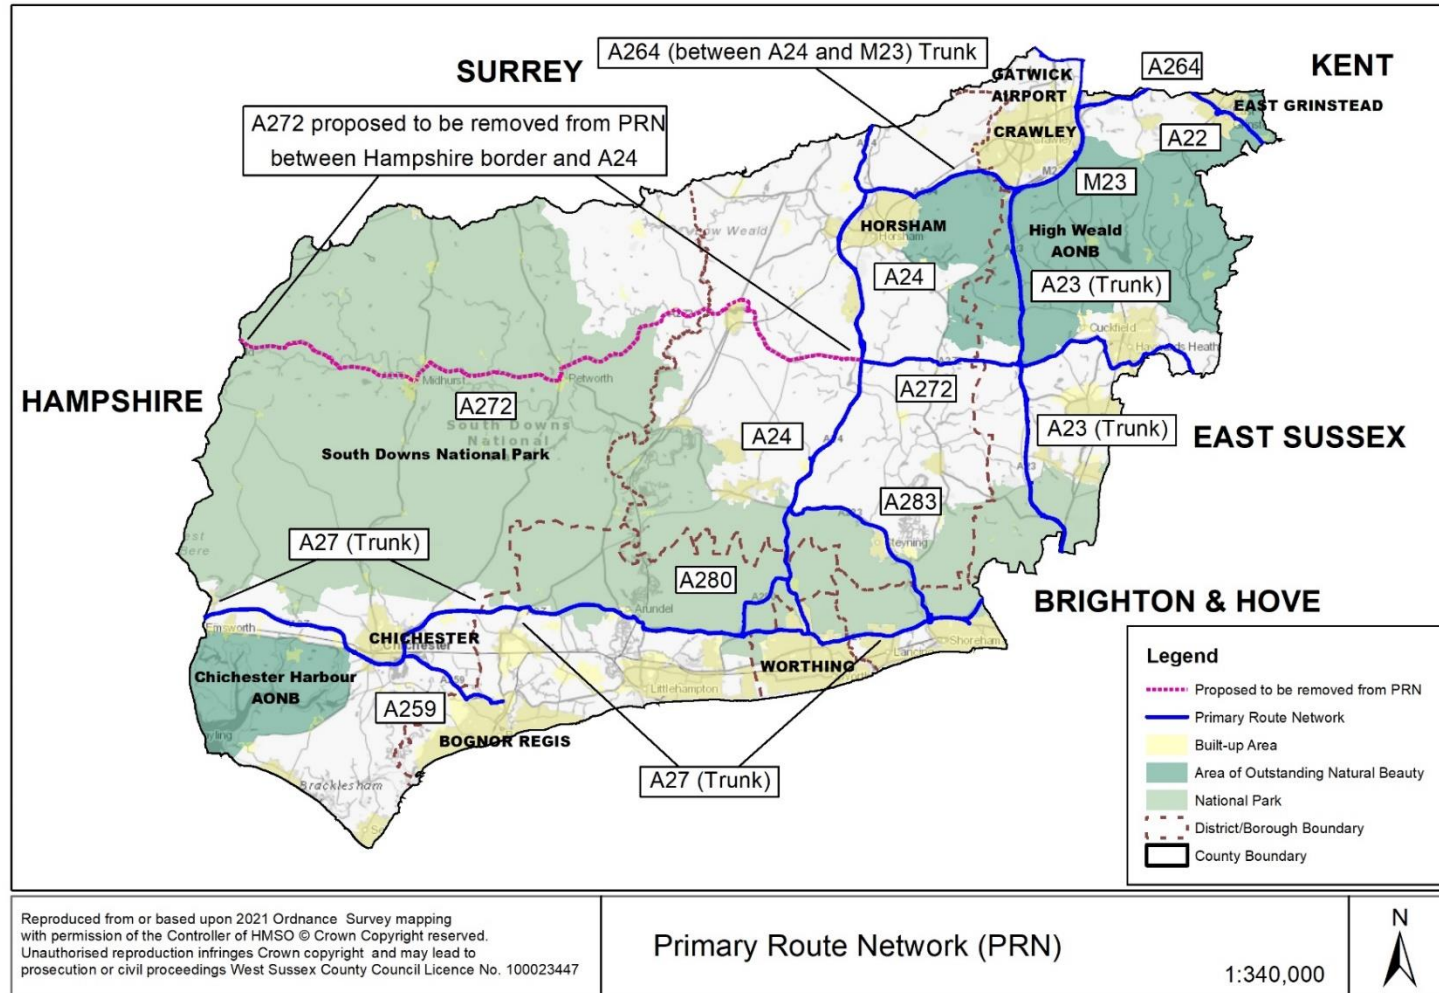 SURREY
A264 (between A24 and M23) Trunk
GATWICK
AIRPORT
A264
KENT
EAST GRINSTEAD
CRAWLEY
A272 proposed to be removed from PRN
between Hampshire border and A24
A22
M23
HORSHAM
Horsham
High Weald
AONB
A24
A23 (Trunk)
Cuckfield
HAMPSHIRE
Midhurst
Petworth
A272
A272
South Downs
National
South Downs National Park
A24
A23 (Trunk)
EAST SUSSEX
A283
Steyning
A27 (Trunk)
A280
BRIGHTON & HOVE
Emsworth
Arundel
CHICHESTER
Chichester
WORTHING
Lancing
Shoreham
Chichester Harbour
AONB
Littlehampton
A259
BOGNOR REGIS
A27 (Trunk)
Bracklesham
Legend
Proposed to be removed from PRN
Primary Route Network
Built-up Area
Area of Outstanding Natural Beauty
National Park
District/Borough Boundary
County Boundary
Reproduced from or based upon 2021 Ordnance Survey mapping
with permission of the Controller of HMSO © Crown Copyright reserved.
Unauthorised reproduction infringes Crown copyright and may lead to
prosecution or civil proceedings West Sussex County Council Licence No. 100023447
Primary Route Network (PRN)
1:340,000
N